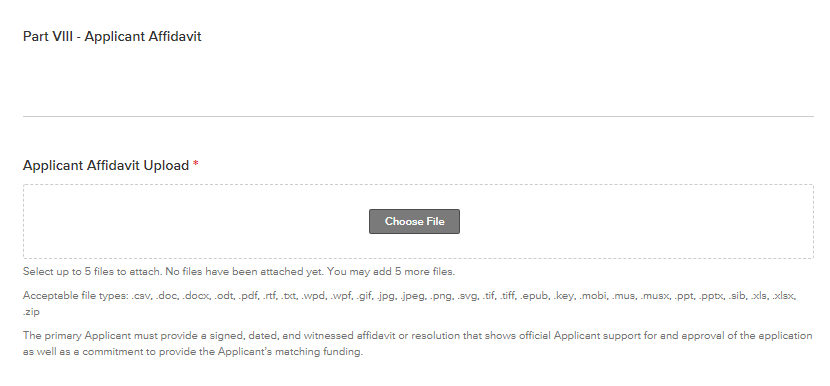 Part VIII - Applicant Affidavit
Applicant Affidavit Upload *
Choose File
Select up to 5 files to attach. No files have been attached yet. You may add 5 more files.
Acceptable file types: .csv, .doc, .docx, .odt, .pdf, .rtf, .txt, .wpd, .wpf, .gif, .jpg, .jpeg, .png, .svg, .tif, .tiff, .epub, .key, .mobi, .mus, .musx, .ppt, .pptx, .sib, .xls, .xlsx,
.zip
The primary Applicant must provide a signed, dated, and witnessed affidavit or resolution that shows official Applicant support for and approval of the application
as well as a commitment to provide the Applicant's matching funding.